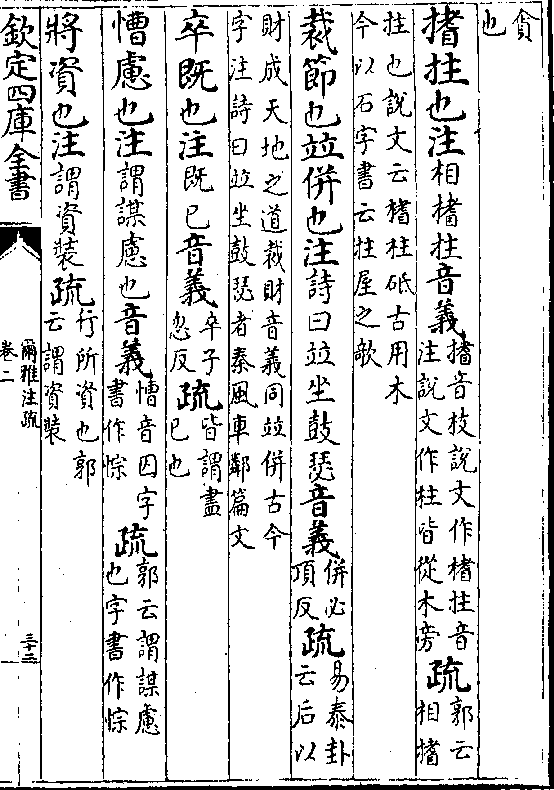 貪
也
搘拄也注相榰拄音義搘音枝說文作榰拄音
注說文作柱皆從木旁疏郭云
相搘
拄也說文云榰柱砥古用木
今以石字書云拄屋之欹
裁節也竝併也注詩曰竝坐鼓瑟音義併必
頂反疏易泰卦
云后以
財成天地之道裁財音義同竝併古今
字注詩曰竝坐鼓瑟者秦風車鄰篇文
卒既也注既已音義卒子
忽反疏皆謂盡
已也
慒慮也注謂謀慮也音義慒音囚字
書作悰疏郭云謂謀慮
也字書作悰
將資也注謂資裝疏行所資也郭
云謂資裝
欽定四庫全書
爾雅注疏
卷二
三十二